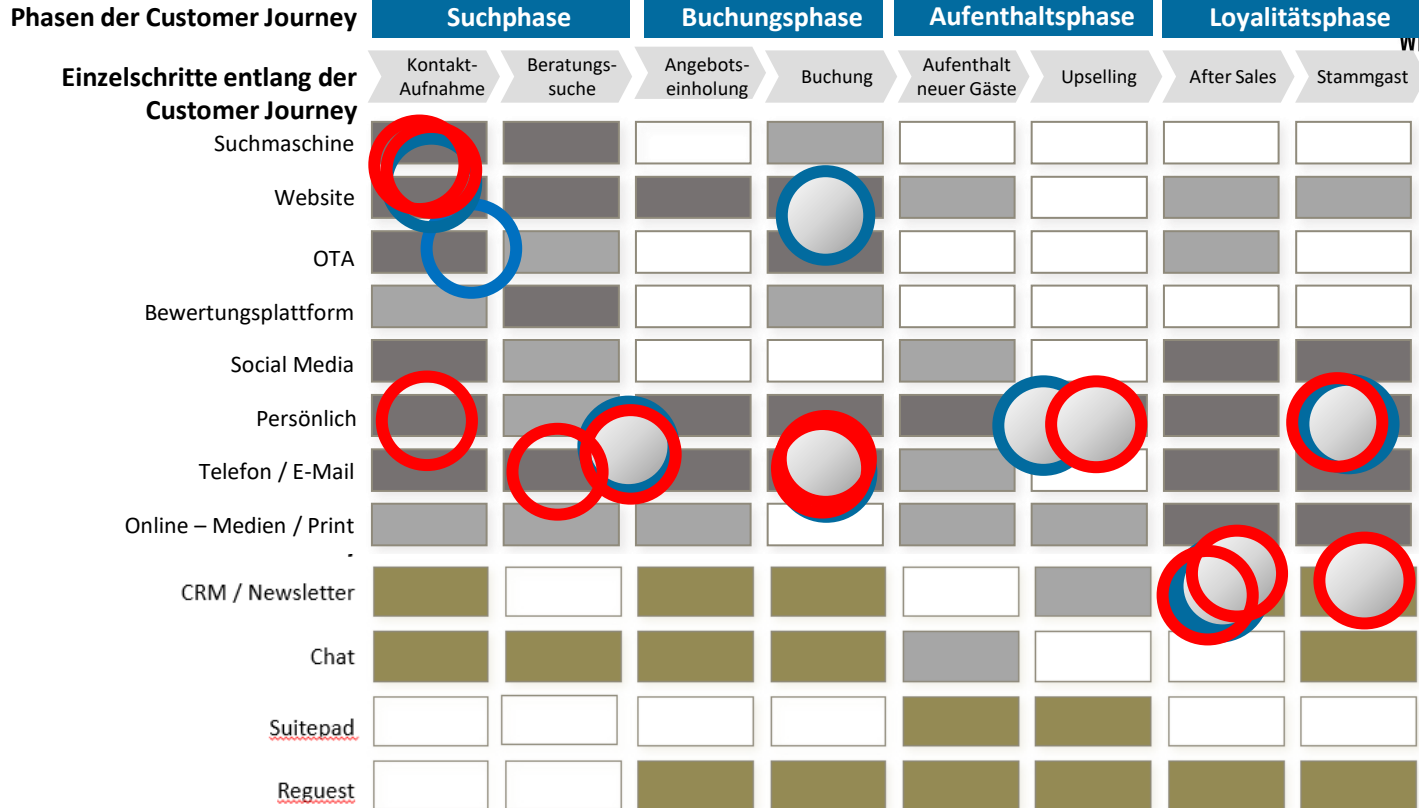 Phasen der Customer Journey
Suchphase
Buchungsphase
Aufenthaltsphase
Loyalitätsphase
Einzelschritte entlang der
Customer Journey
Kontakt-
Aufnahme
Beratungs-
suche
Angebots-
einholung
Buchung
Aufenthalt
neuer Gäste
Upselling
After Sales
Stammgast
Suchmaschine
Website
OTA
Bewertungsplattform
Social Media
Persönlich
Telefon / E-Mail
Online – Medien / Print
CRM / Newsletter
Chat
Suitepad
Reguest